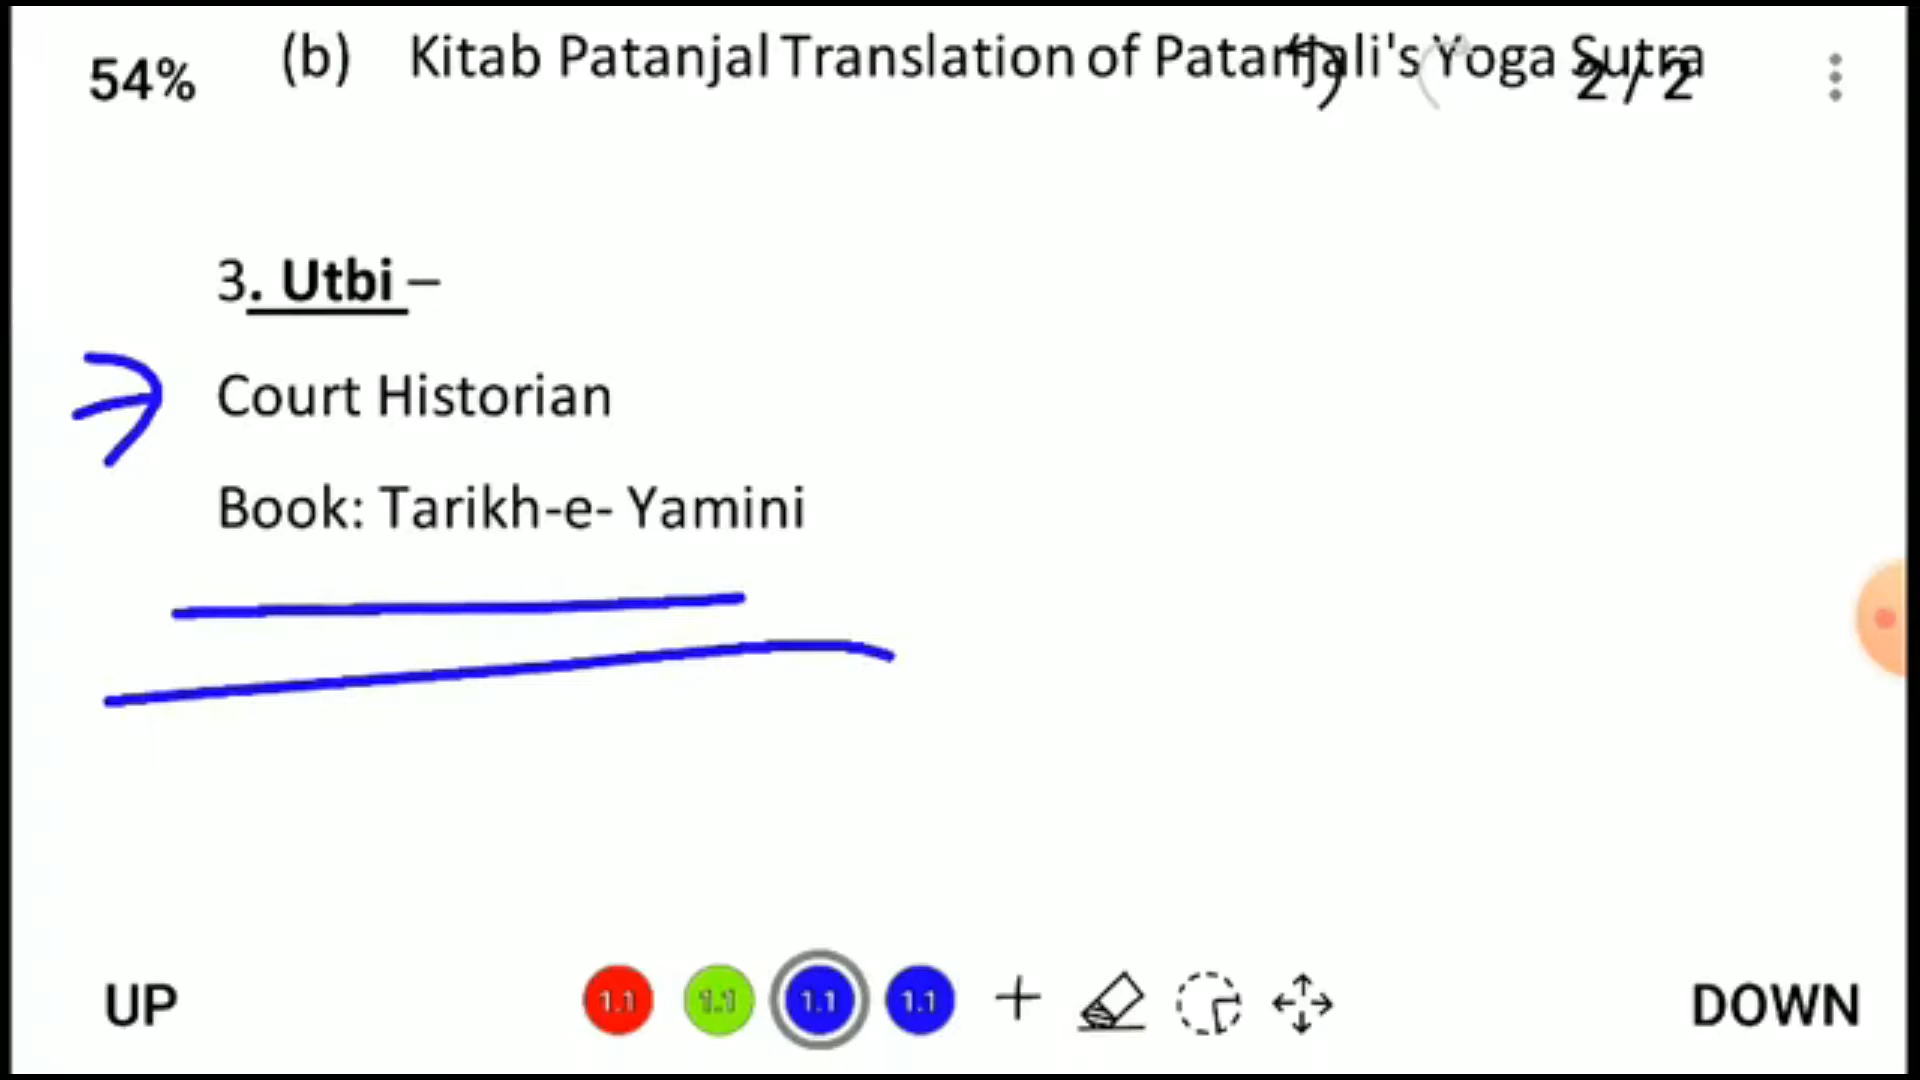 54%
(b) Kitab Patanjal Translation of Patanjali's Yoga Sutra
2 / 2
3. Utbi –
Court Historian
Book: Tarikh-e- Yamini
UP
1.1 1.1 1.1 1.1
DOWN